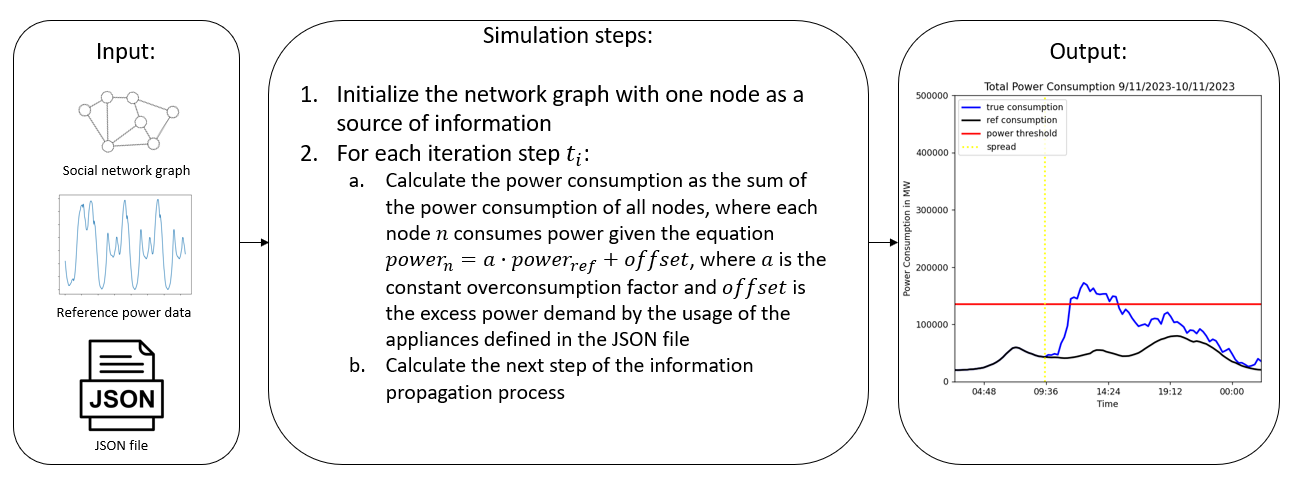 Input:
Social network graph
Reference power data
JSON
JSON file
Simulation steps:
1. Initialize the network graph with one node as a
source of information
2. For each iteration step tᵢ:
a. Calculate the power consumption as the sum of
the power consumption of all nodes, where each
node n consumes power given the equation
powerₙ = a · power_ref + offset, where a is the
constant overconsumption factor and offset is
the excess power demand by the usage of the
appliances defined in the JSON file
b. Calculate the next step of the information
propagation process
Output:
Total Power Consumption 9/11/2023-10/11/2023
true consumption
ref consumption
power threshold
spread
Power Consumption in MW
500000
400000
300000
200000
100000
0
04:48 09:36 14:24 19:12 00:00
Time